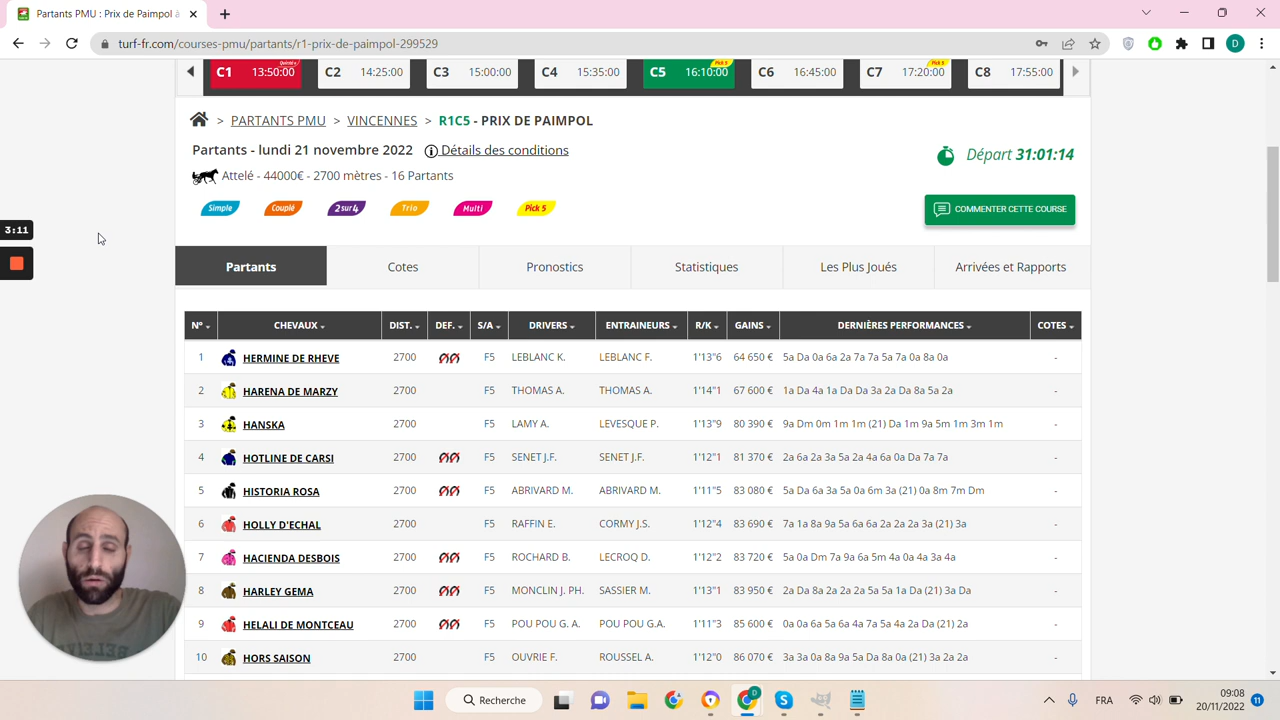 Partants PMU : Prix de Paimpol à
turf-fr.com/courses-pmu/partants/r1-prix-de-paimpol-299529
D
C1 13:50:00 Quinté+
C2 14:25:00
C3 15:00:00
C4 15:35:00
C5 16:10:00 Pick 5
C6 16:45:00
C7 17:20:00 Pick 5
C8 17:55:00
> PARTANTS PMU > VINCENNES > R1C5 - PRIX DE PAIMPOL
Partants - lundi 21 novembre 2022 Détails des conditions
Départ 31:01:14
Attelé - 44000€ - 2700 mètres - 16 Partants
Simple Couplé 2sur4 Trio Multi Pick 5
COMMENTER CETTE COURSE
3:11
Partants Cotes Pronostics Statistiques Les Plus Joués Arrivées et Rapports
N° CHEVAUX DIST. DEF. S/A DRIVERS ENTRAINEURS R/K GAINS DERNIÈRES PERFORMANCES COTES
1 HERMINE DE RHEVE 2700 F5 LEBLANC K. LEBLANC F. 1'13"6 64 650 € 5a Da 0a 6a 2a 7a 7a 5a 7a 0a 8a 0a -
2 HARENA DE MARZY 2700 F5 THOMAS A. THOMAS A. 1'14"1 67 600 € 1a Da 4a 1a Da Da 3a 2a Da 8a 5a 2a -
3 HANSKA 2700 F5 LAMY A. LEVESQUE P. 1'13"9 80 390 € 9a Dm 0m 1m 1m (21) Da 1m 9a 5m 1m 3m 1m -
4 HOTLINE DE CARSI 2700 F5 SENET J.F. SENET J.F. 1'12"1 81 370 € 2a 6a 2a 3a 5a 2a 4a 6a 0a Da 7a 7a -
5 HISTORIA ROSA 2700 F5 ABRIVARD M. ABRIVARD M. 1'11"5 83 080 € 5a Da 6a 3a 5a 0a 6m 3a (21) 0a 8m 7m Dm -
6 HOLLY D'ECHAL 2700 F5 RAFFIN E. CORMY J.S. 1'12"4 83 690 € 7a 1a 8a 9a 5a 6a 6a 2a 2a 2a 3a (21) 3a -
7 HACIENDA DESBOIS 2700 F5 ROCHARD B. LECROQ D. 1'12"2 83 720 € 5a 0a Dm 7a 9a 6a 5m 4a 0a 4a 3a 4a -
8 HARLEY GEMA 2700 F5 MONCLIN J. PH. SASSIER M. 1'13"1 83 950 € 2a Da 8a 2a 2a 2a 5a 5a 1a Da (21) 3a Da -
9 HELALI DE MONTCEAU 2700 F5 POU POU G. A. POU POU G.A. 1'11"3 85 600 € 0a 0a 6a 5a 6a 4a 7a 5a 4a 2a Da (21) 2a -
10 HORS SAISON 2700 F5 OUVRIE F. ROUSSEL A. 1'12"0 86 070 € 3a 3a 0a 8a 9a 5a Da 8a 0a (21) 3a 2a 2a -
Recherche
FRA
09:08
20/11/2022
11